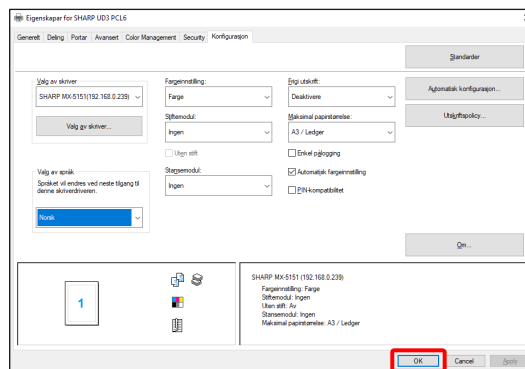 Eigenskapar for SHARP UD3 PCL6
Generelt Deling Portar Avansert Color Management Security Konfigurasjon
Standarder
Valg av skriver
SHARP MX-5151(192.168.0.239)
Valg av skriver...
Fargeinnstilling:
Farge
Frigi utskrift:
Deaktivere
Automatisk konfigurasjon...
Stiftemodul:
Ingen
Maksimal papirstørrelse:
A3 / Ledger
Utskriftspolicy...
Uten stift
Enkel pålogging
Valg av språk
Språket vil endres ved neste tilgang til
denne skriverdriveren.
Norsk
Stansemodul:
Ingen
Automatisk fargeinnstilling
PIN-kompatibilitet
Om...
1
SHARP MX-5151 (192.168.0.239)
Fargeinnstilling: Farge
Stiftemodul: Ingen
Uten stift: Av
Stansemodul: Ingen
Maksimal papirstørrelse: A3 / Ledger
OK Cancel Apply